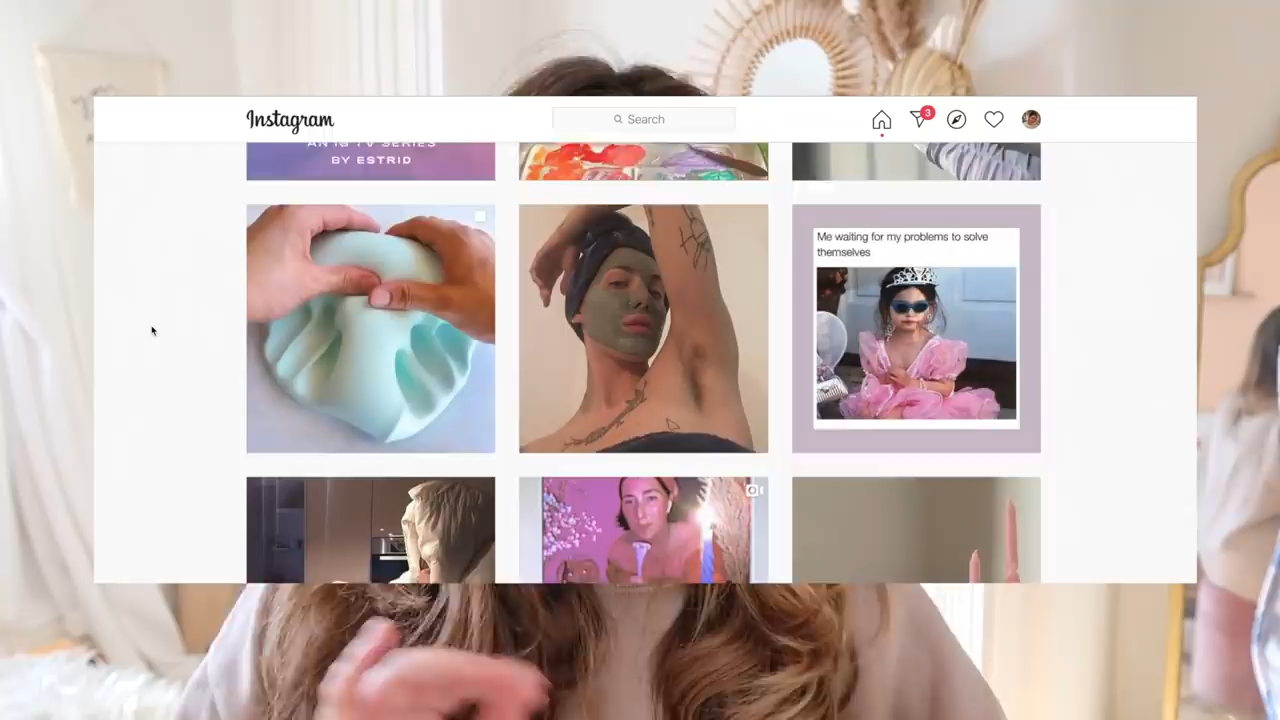 Instagram
Search
3
AN IG TV SERIES
BY ESTRID
Me waiting for my problems to solve
themselves